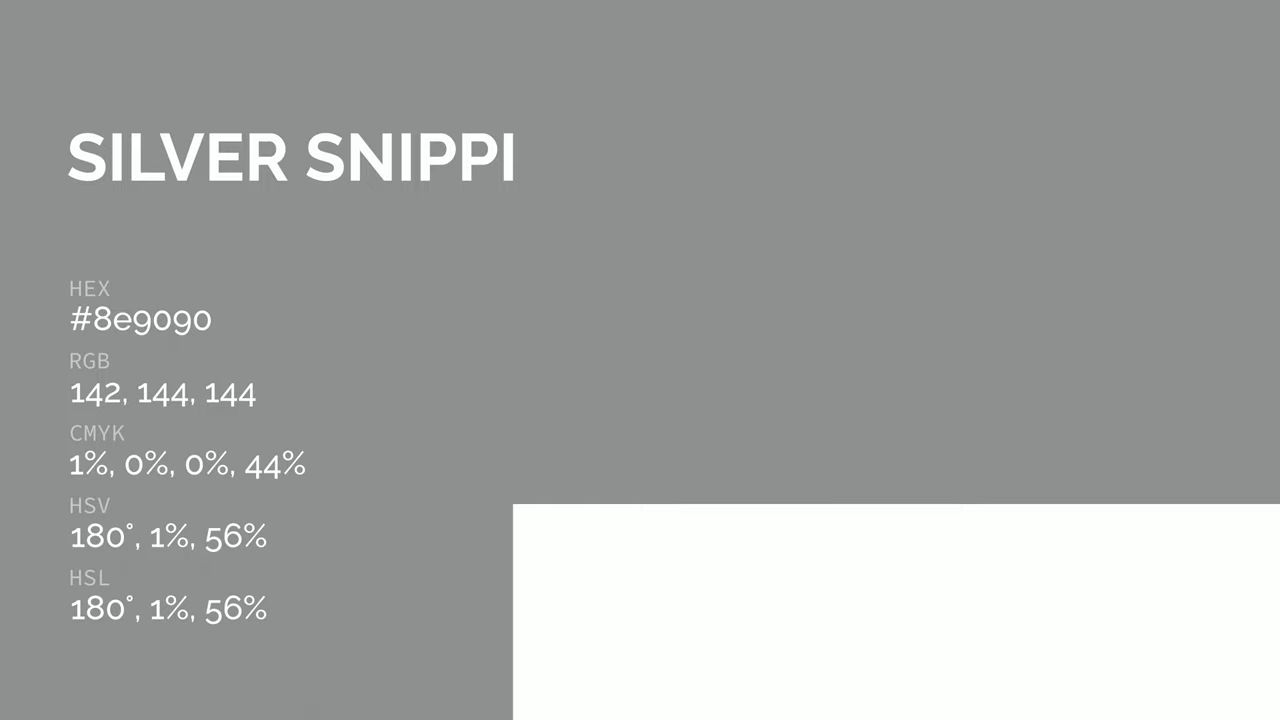 SILVER SNIPPI
HEX
#8e9090
RGB
142, 144, 144
CMYK
1%, 0%, 0%, 44%
HSV
180°, 1%, 56%
HSL
180°, 1%, 56%